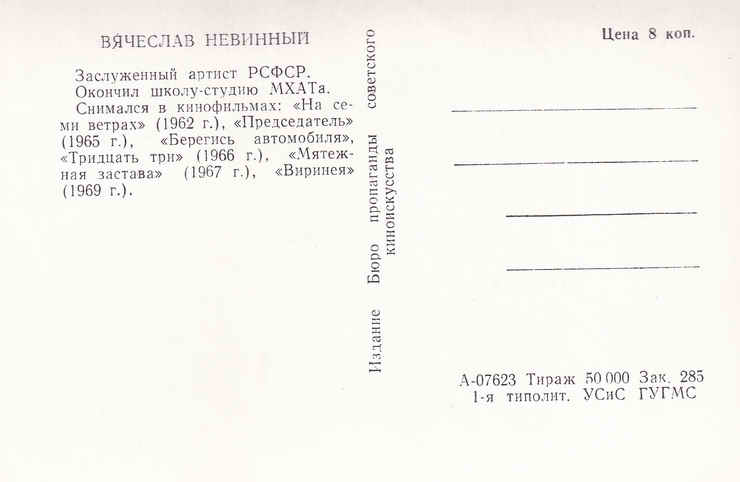 ВЯЧЕСЛАВ НЕВИННЫЙ
Заслуженный артист РСФСР.
Окончил школу-студию МХАТа.
Снимался в кинофильмах: «На се-
ми ветрах» (1962 г.), «Председатель»
(1965 г.), «Берегись автомобиля»,
«Тридцать три» (1966 г.), «Мятеж-
ная застава» (1967 г.), «Виринея»
(1969 г.).
Издание Бюро пропаганды советского
киноискусства
Цена 8 коп.
А-07623 Тираж 50 000 Зак. 285
1-я типолит. УСиС ГУГМС